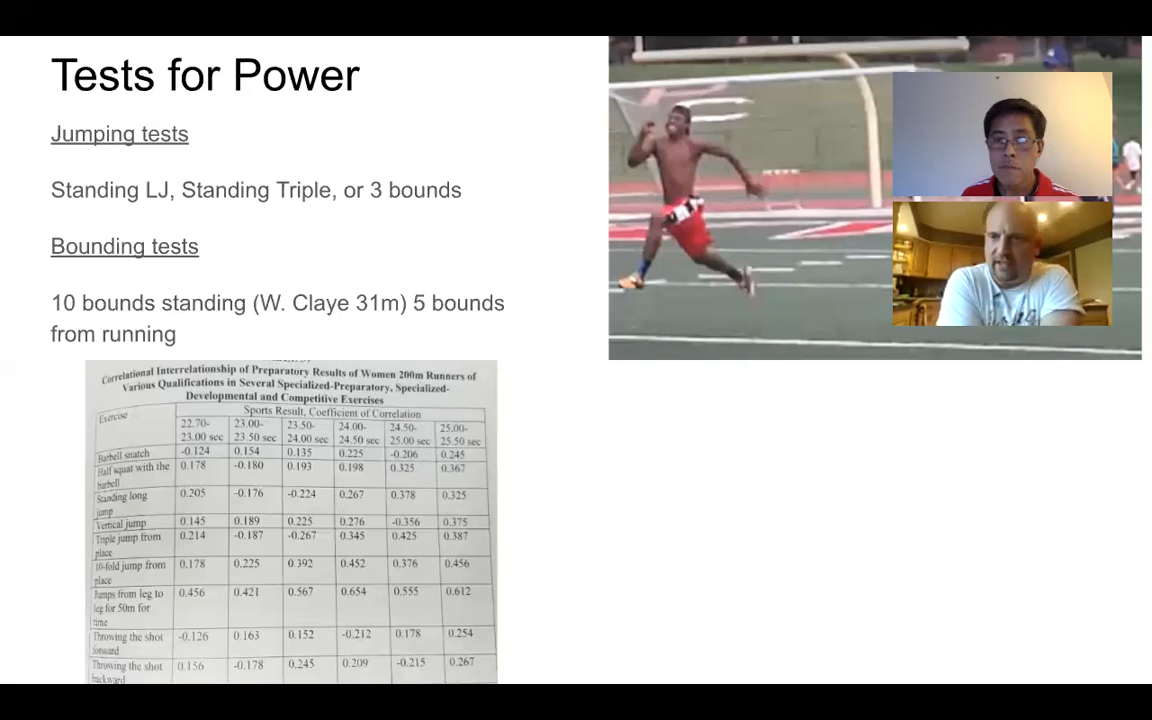 Tests for Power
Jumping tests
Standing LJ, Standing Triple, or 3 bounds
Bounding tests
10 bounds standing (W. Claye 31m) 5 bounds
from running
Correlational Interrelationship of Preparatory Results of Women 200m Runners of
Various Qualifications in Several Specialized-Preparatory, Specialized-
Developmental and Competitive Exercises
Exercise
Sports Result, Coefficient of Correlation
22.70- 23.00- 23.50- 24.00- 24.50- 25.00-
23.00 sec 23.50 sec 24.00 sec 24.50 sec 25.00 sec 25.50 sec
Barbell snatch -0.124 0.154 0.135 0.225 -0.206 0.245
Half squat with the 0.178 -0.180 0.193 0.198 0.325 0.367
barbell
Standing long 0.205 -0.176 -0.224 0.267 0.378 0.325
jump
Vertical jump 0.145 0.189 0.225 0.276 -0.356 0.375
Triple jump from 0.214 -0.187 -0.267 0.345 0.425 0.387
place
10-fold jump from 0.178 0.225 0.392 0.452 0.376 0.456
place
Jumps from leg to 0.456 0.421 0.567 0.654 0.555 0.612
leg for 50m for
time
Throwing the shot -0.126 0.163 0.152 -0.212 0.178 0.254
forward
Throwing the shot 0.156 -0.178 0.245 0.209 -0.215 0.267
backward